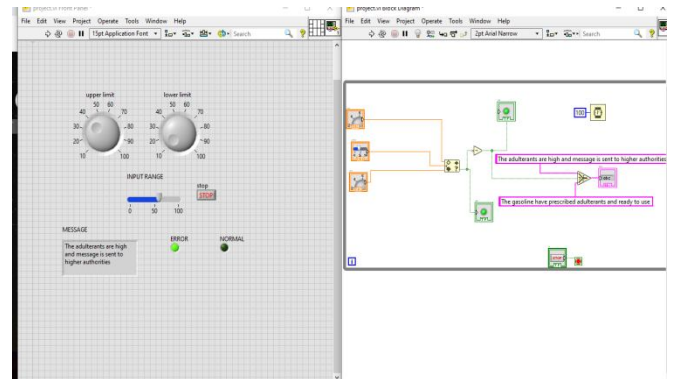 project.vi Front Panel *
File Edit View Project Operate Tools Window Help
15pt Application Font
Search
upper limit
lower limit
50 60
40 70
30 80
20 90
10 100
50 60
40 70
30 80
20 90
10 100
INPUT RANGE
0 50 100
stop
STOP
MESSAGE
The adulterants are high
and message is sent to
higher authorities
ERROR
NORMAL
project.vi Block Diagram *
File Edit View Project Operate Tools Window Help
2pt Arial Narrow
Search
100
The adulterants are high and message is sent to higher authorities
abc
The gasoline have prescribed adulterants and ready to use
i